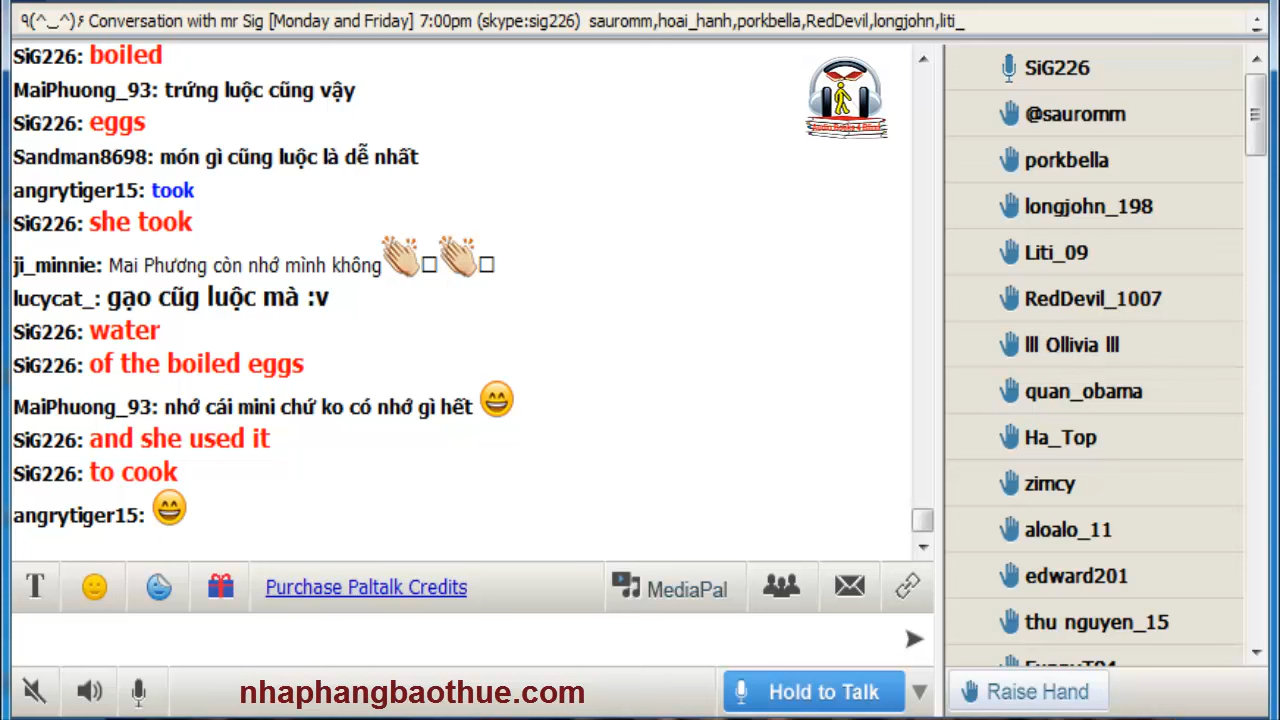 ٩(^‿^)۶ Conversation with mr Sig [Monday and Friday] 7:00pm (skype:sig226) sauromm,hoai_hanh,porkbella,RedDevil,longjohn,liti_
SiG226: boiled
MaiPhuong_93: trứng luộc cũng vậy
SiG226: eggs
Sandman8698: món gì cũng luộc là dễ nhất
angrytiger15: took
SiG226: she took
ji_minnie: Mai Phương còn nhớ mình không👏👏
lucycat_: gạo cũg luộc mà :v
SiG226: water
SiG226: of the boiled eggs
MaiPhuong_93: nhớ cái mini chứ ko có nhớ gì hết 😄
SiG226: and she used it
SiG226: to cook
angrytiger15: 😄
T
Purchase Paltalk Credits
MediaPal
nhaphangbaothue.com
Hold to Talk
SiG226
@sauromm
porkbella
longjohn_198
Liti_09
RedDevil_1007
lll Ollivia lll
quan_obama
Ha_Top
zimcy
aloalo_11
edward201
thu nguyen_15
Raise Hand